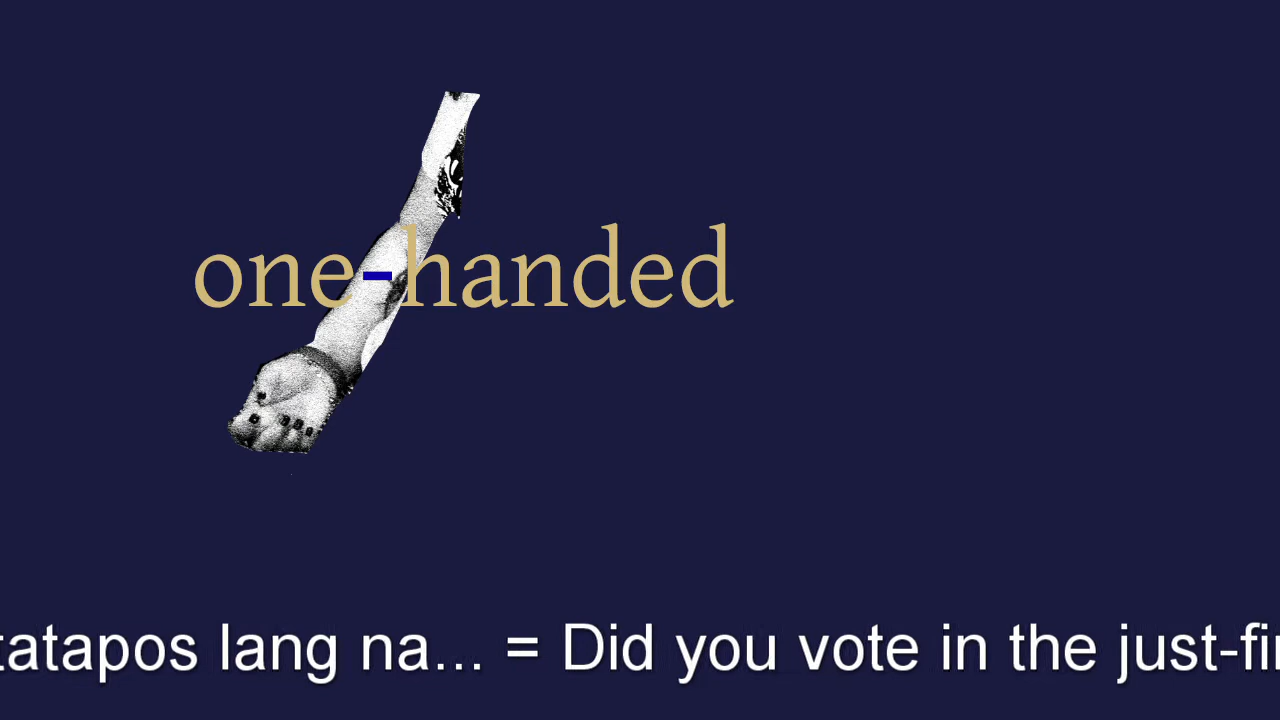 one-handed
tatapos lang na... = Did you vote in the just-fi